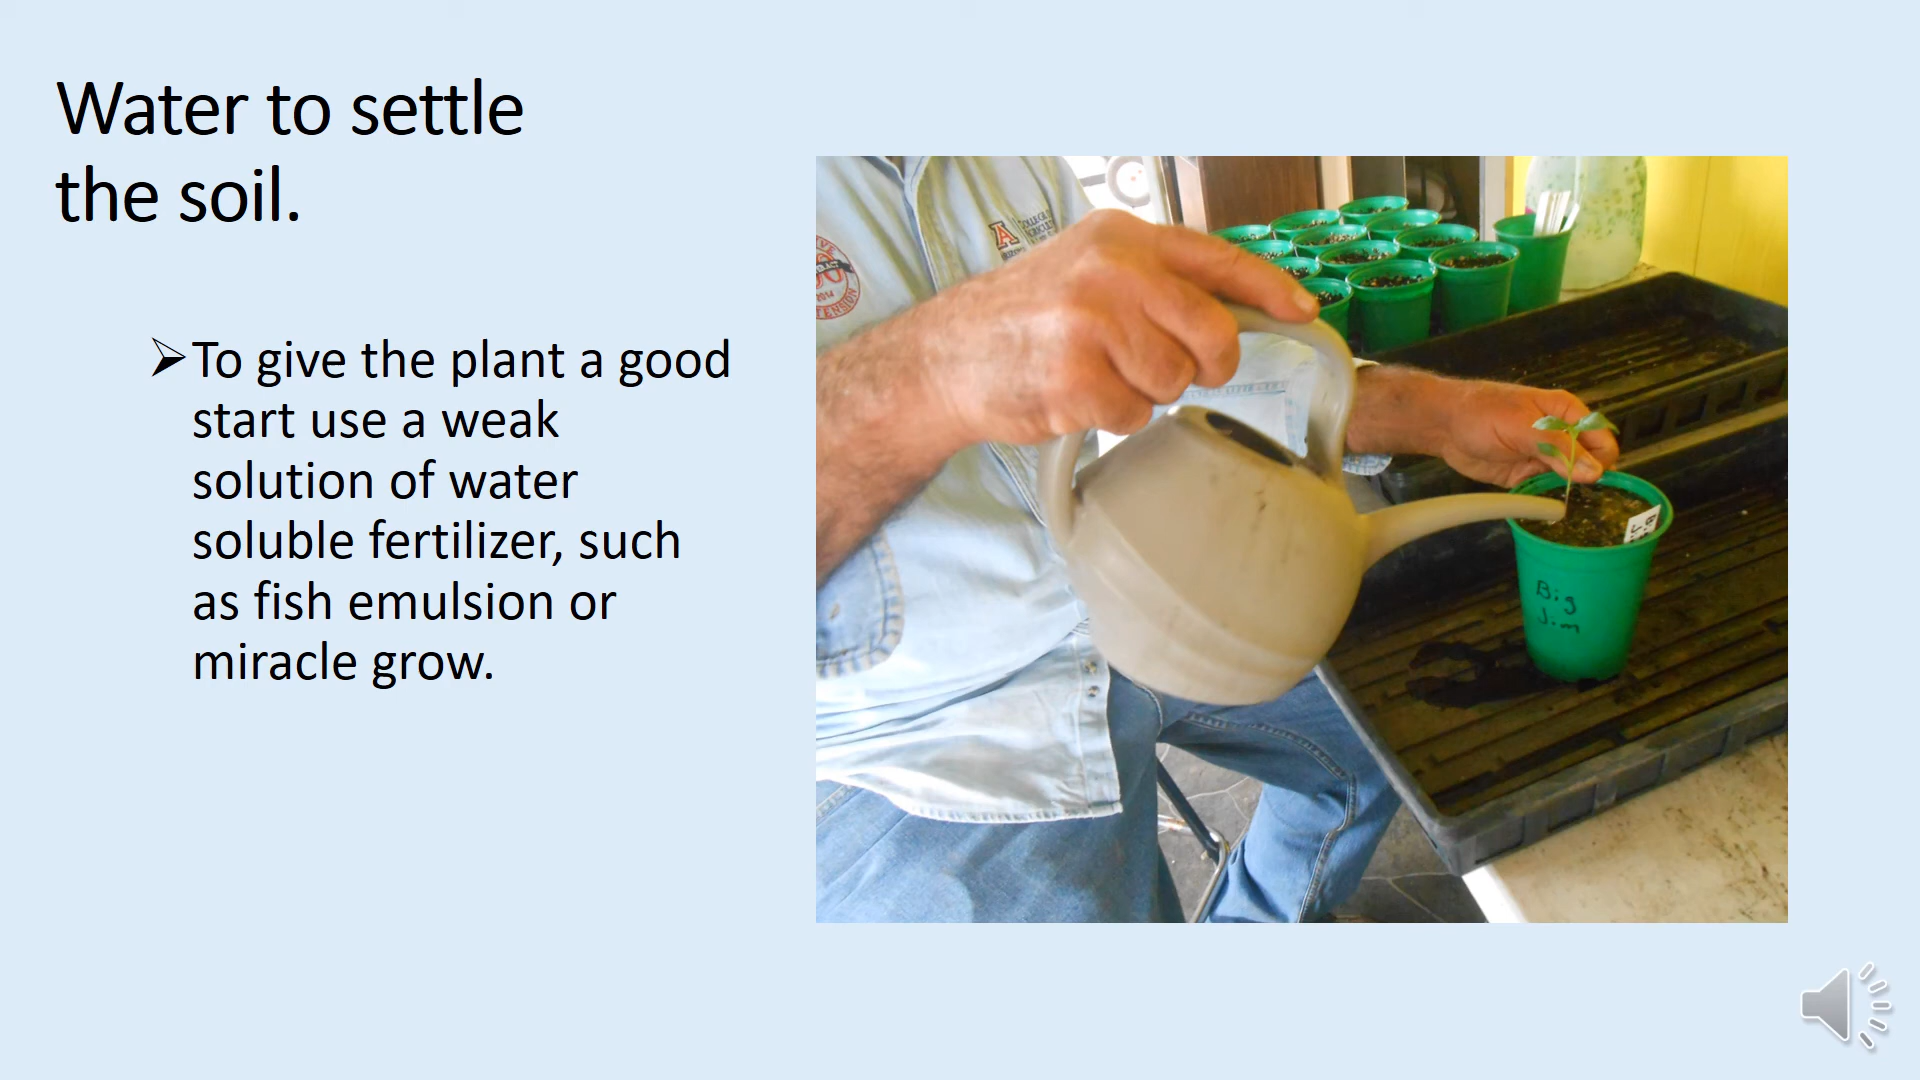 Water to settle
the soil.
➢To give the plant a good
start use a weak
solution of water
soluble fertilizer, such
as fish emulsion or
miracle grow.
A
2014
Big
Jim